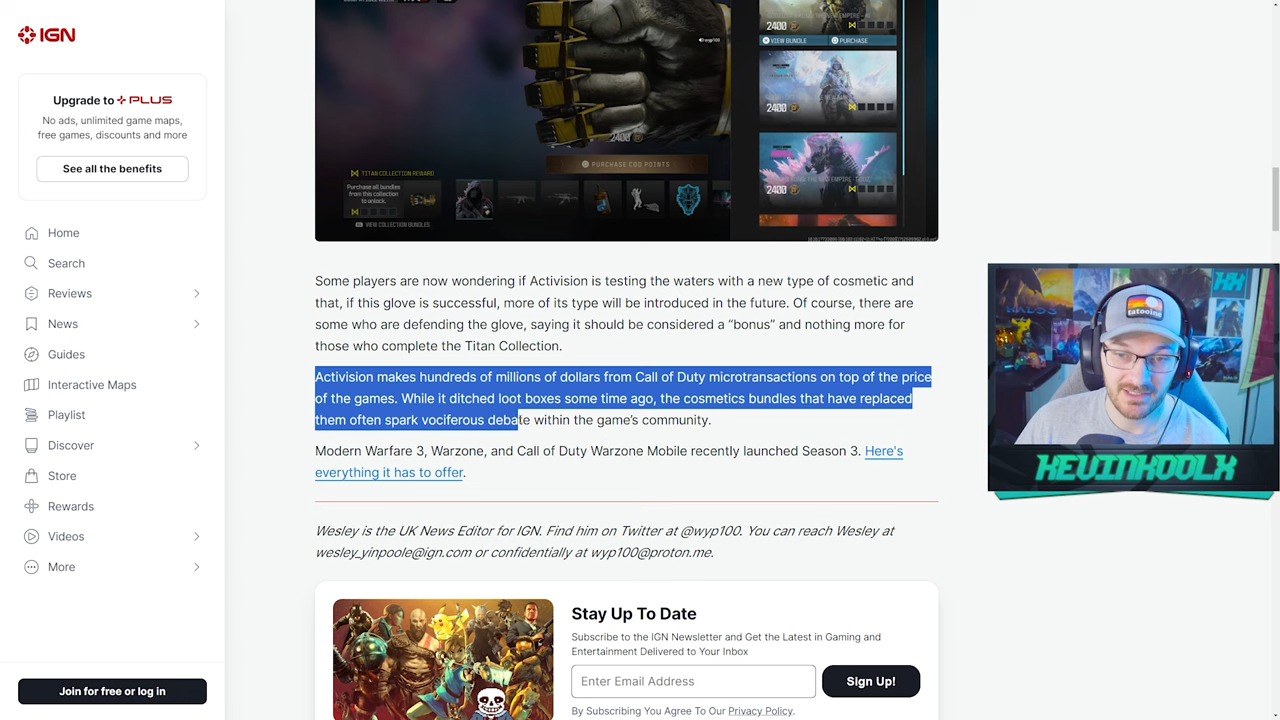 IGN
Upgrade to PLUS
No ads, unlimited game maps,
free games, discounts and more
See all the benefits
Home
Search
Reviews
News
Guides
Interactive Maps
Playlist
Discover
Store
Rewards
Videos
More
Join for free or log in
2400
VIEW BUNDLE
PURCHASE
2400
2400
2400
PURCHASE COD POINTS
TITAN COLLECTION REWARD
Purchase all bundles
from this collection
to unlock.
VIEW COLLECTION BUNDLES
Some players are now wondering if Activision is testing the waters with a new type of cosmetic and
that, if this glove is successful, more of its type will be introduced in the future. Of course, there are
some who are defending the glove, saying it should be considered a “bonus” and nothing more for
those who complete the Titan Collection.
Activision makes hundreds of millions of dollars from Call of Duty microtransactions on top of the price
of the games. While it ditched loot boxes some time ago, the cosmetics bundles that have replaced
them often spark vociferous debate within the game’s community.
Modern Warfare 3, Warzone, and Call of Duty Warzone Mobile recently launched Season 3. Here's
everything it has to offer.
Wesley is the UK News Editor for IGN. Find him on Twitter at @wyp100. You can reach Wesley at
wesley_yinpoole@ign.com or confidentially at wyp100@proton.me.
Stay Up To Date
Subscribe to the IGN Newsletter and Get the Latest in Gaming and
Entertainment Delivered to Your Inbox
Enter Email Address
Sign Up!
By Subscribing You Agree To Our Privacy Policy.
tatooine
KEVINKOOLX